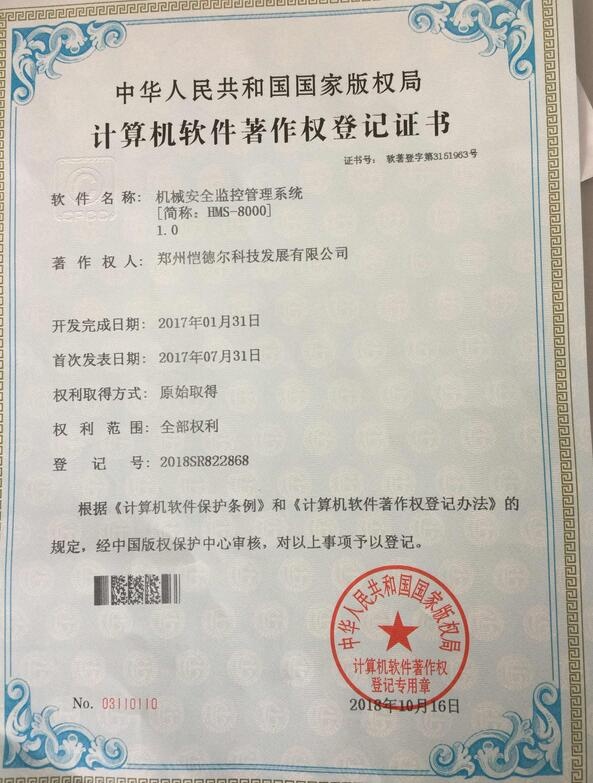 中华人民共和国国家版权局
计算机软件著作权登记证书
证书号： 软著登字第3151963号
软件名称： 机械安全监控管理系统
[简称：HMS-8000]
1.0
著作权人： 郑州恺德尔科技发展有限公司
开发完成日期： 2017年01月31日
首次发表日期： 2017年07月31日
权利取得方式： 原始取得
权利范围： 全部权利
登记号： 2018SR822868
根据《计算机软件保护条例》和《计算机软件著作权登记办法》的
规定，经中国版权保护中心审核，对以上事项予以登记。
中华人民共和国国家版权局
计算机软件著作权
登记专用章
No. 03110110
2018年10月16日